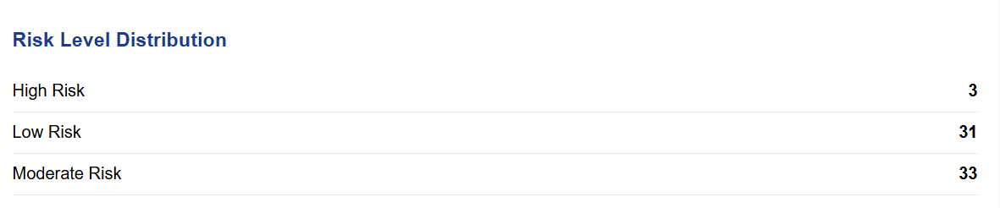 Risk Level Distribution
High Risk 3
Low Risk 31
Moderate Risk 33